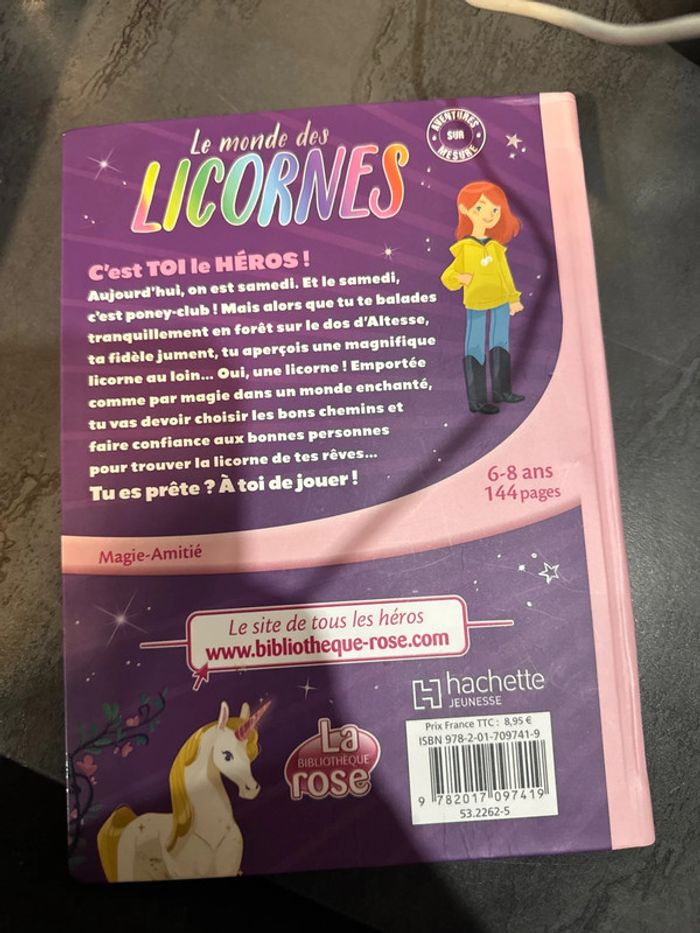 Le monde des
LICORNES
AVENTURES
SUR
MESURE
C'est TOI le HÉROS !
Aujourd'hui, on est samedi. Et le samedi,
c'est poney-club ! Mais alors que tu te balades
tranquillement en forêt sur le dos d'Altesse,
ta fidèle jument, tu aperçois une magnifique
licorne au loin... Oui, une licorne ! Emportée
comme par magie dans un monde enchanté,
tu vas devoir choisir les bons chemins et
faire confiance aux bonnes personnes
pour trouver la licorne de tes rêves...
Tu es prête ? À toi de jouer !
6-8 ans
144 pages
Magie-Amitié
Le site de tous les héros
www.bibliotheque-rose.com
hachette
JEUNESSE
La
BIBLIOTHÈQUE
rose
Prix France TTC : 8,95 €
ISBN 978-2-01-709741-9
9 782017 097419
53.2262-5